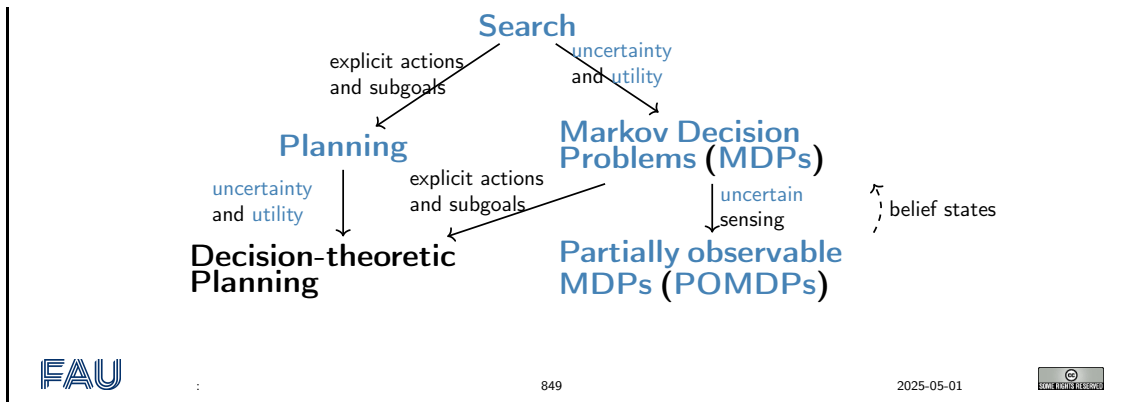 Search
explicit actions
and subgoals
uncertainty
and utility
Planning
Markov Decision
Problems (MDPs)
uncertainty
and utility
explicit actions
and subgoals
uncertain
sensing
belief states
Decision-theoretic
Planning
Partially observable
MDPs (POMDPs)
FAU
:
849
2025-05-01
cc
SOME RIGHTS RESERVED